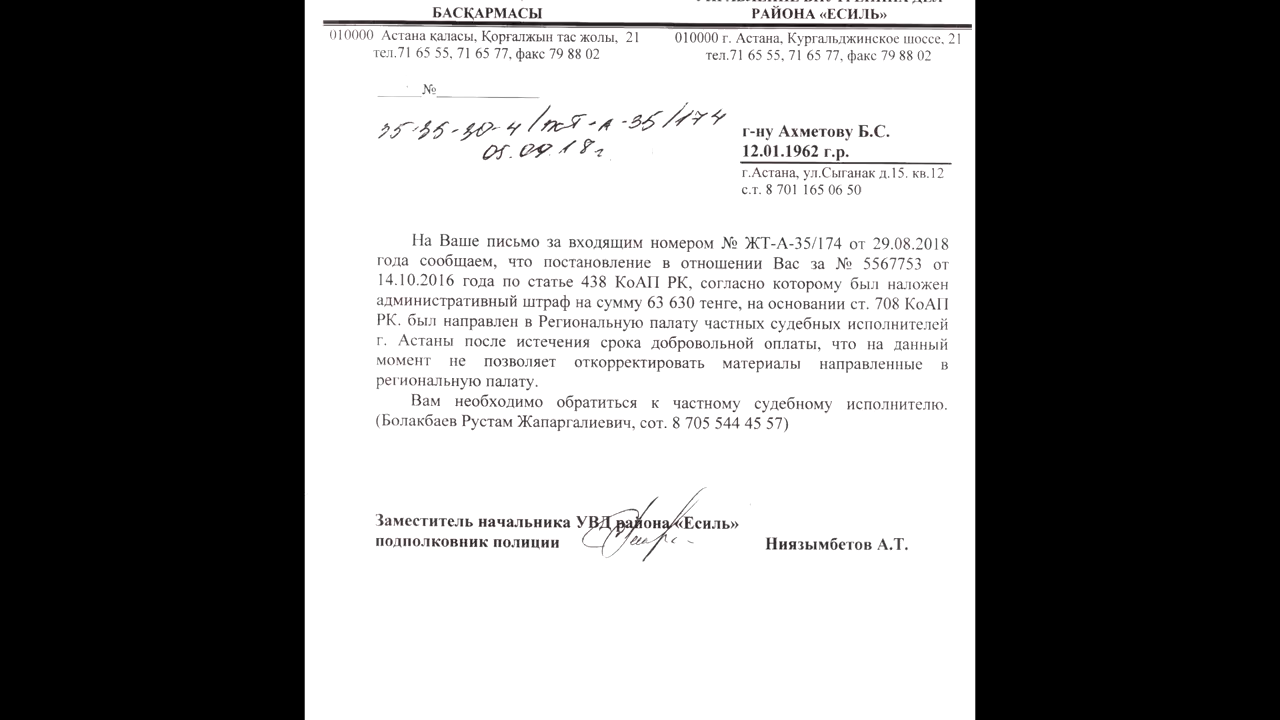 БАСҚАРМАСЫ
РАЙОНА «ЕСИЛЬ»
010000 Астана қаласы, Қорғалжын тас жолы, 21
тел.71 65 55, 71 65 77, факс 79 88 02
010000 г. Астана, Кургальджинское шоссе, 21
тел.71 65 55, 71 65 77, факс 79 88 02
______№_____________
35-35-30-4/ЖТ-А-35/174
05.09.18г
г-ну Ахметову Б.С.
12.01.1962 г.р.
г.Астана, ул.Сыганак д.15. кв.12
с.т. 8 701 165 06 50
На Ваше письмо за входящим номером № ЖТ-А-35/174 от 29.08.2018
года сообщаем, что постановление в отношении Вас за № 5567753 от
14.10.2016 года по статье 438 КоАП РК, согласно которому был наложен
административный штраф на сумму 63 630 тенге, на основании ст. 708 КоАП
РК. был направлен в Региональную палату частных судебных исполнителей
г. Астаны после истечения срока добровольной оплаты, что на данный
момент не позволяет откорректировать материалы направленные в
региональную палату.
Вам необходимо обратиться к частному судебному исполнителю.
(Болакбаев Рустам Жапаргалиевич, сот. 8 705 544 45 57)
Заместитель начальника УВД района «Есиль»
подполковник полиции
Ниязымбетов А.Т.